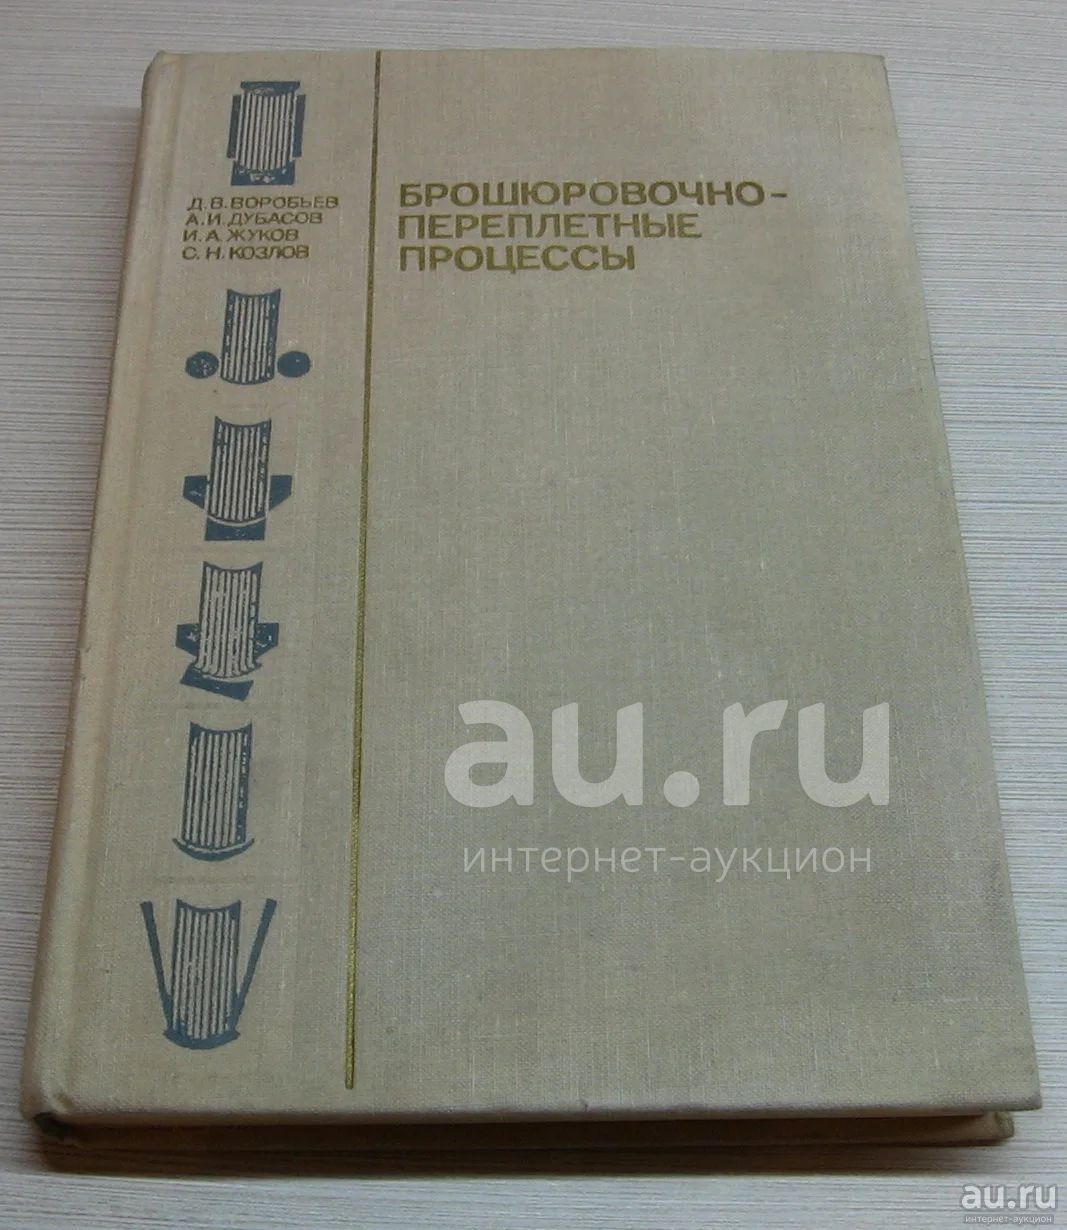 Д. В. ВОРОБЬЕВ
А. И. ДУБАСОВ
И. А. ЖУКОВ
С. Н. КОЗЛОВ
БРОШЮРОВОЧНО-
ПЕРЕПЛЕТНЫЕ
ПРОЦЕССЫ
au.ru
интернет-аукцион
au.ru
интернет-аукцион